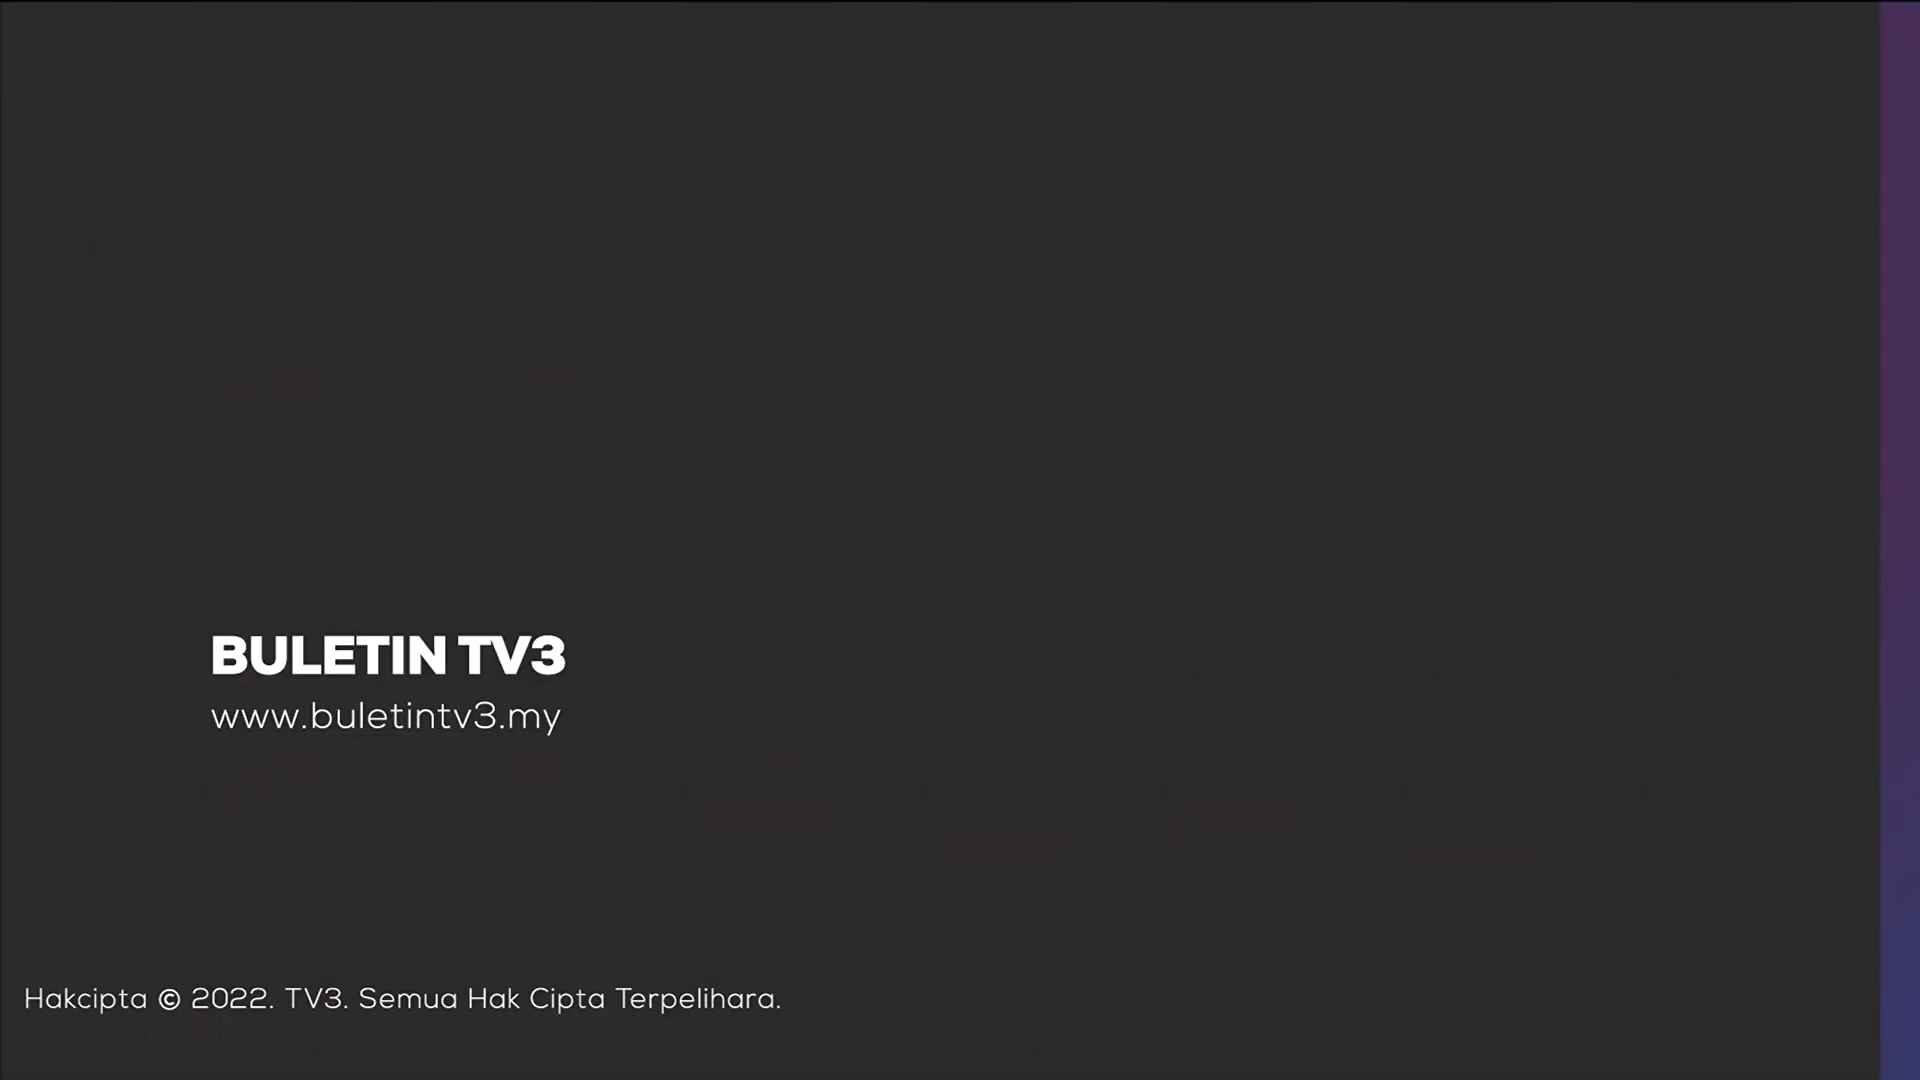 BULETIN TV3
www.buletintv3.my
Hakcipta © 2022. TV3. Semua Hak Cipta Terpelihara.